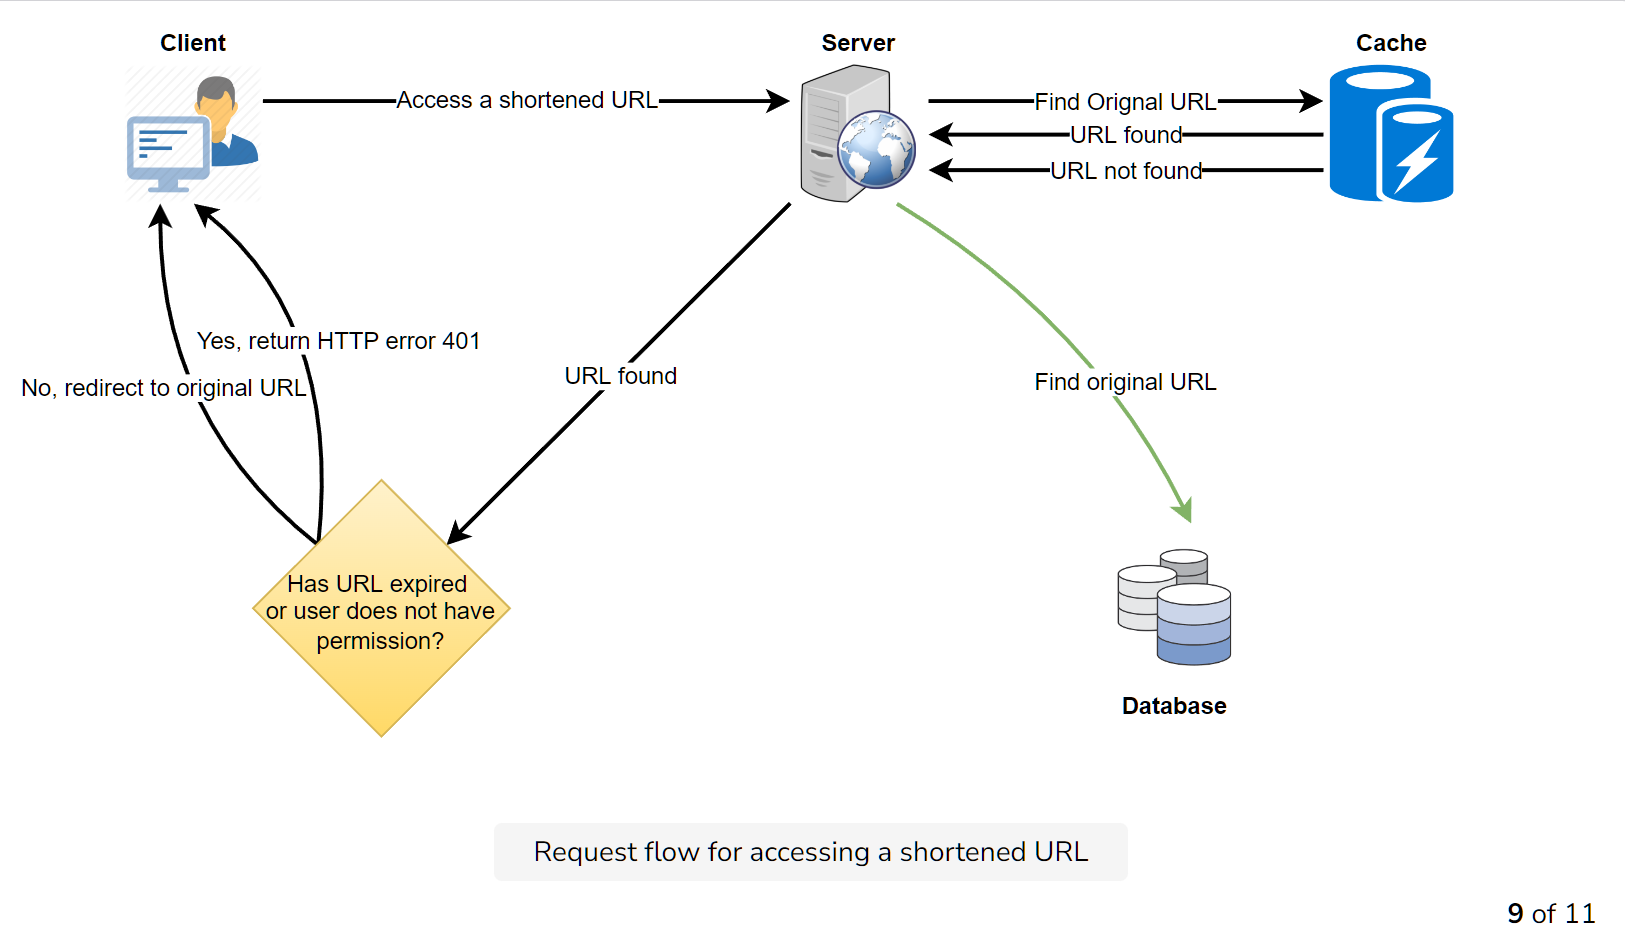 Client
Server
Cache
Access a shortened URL
Find Orignal URL
URL found
URL not found
Yes, return HTTP error 401
No, redirect to original URL
URL found
Find original URL
Has URL expired
or user does not have
permission?
Database
Request flow for accessing a shortened URL
9 of 11